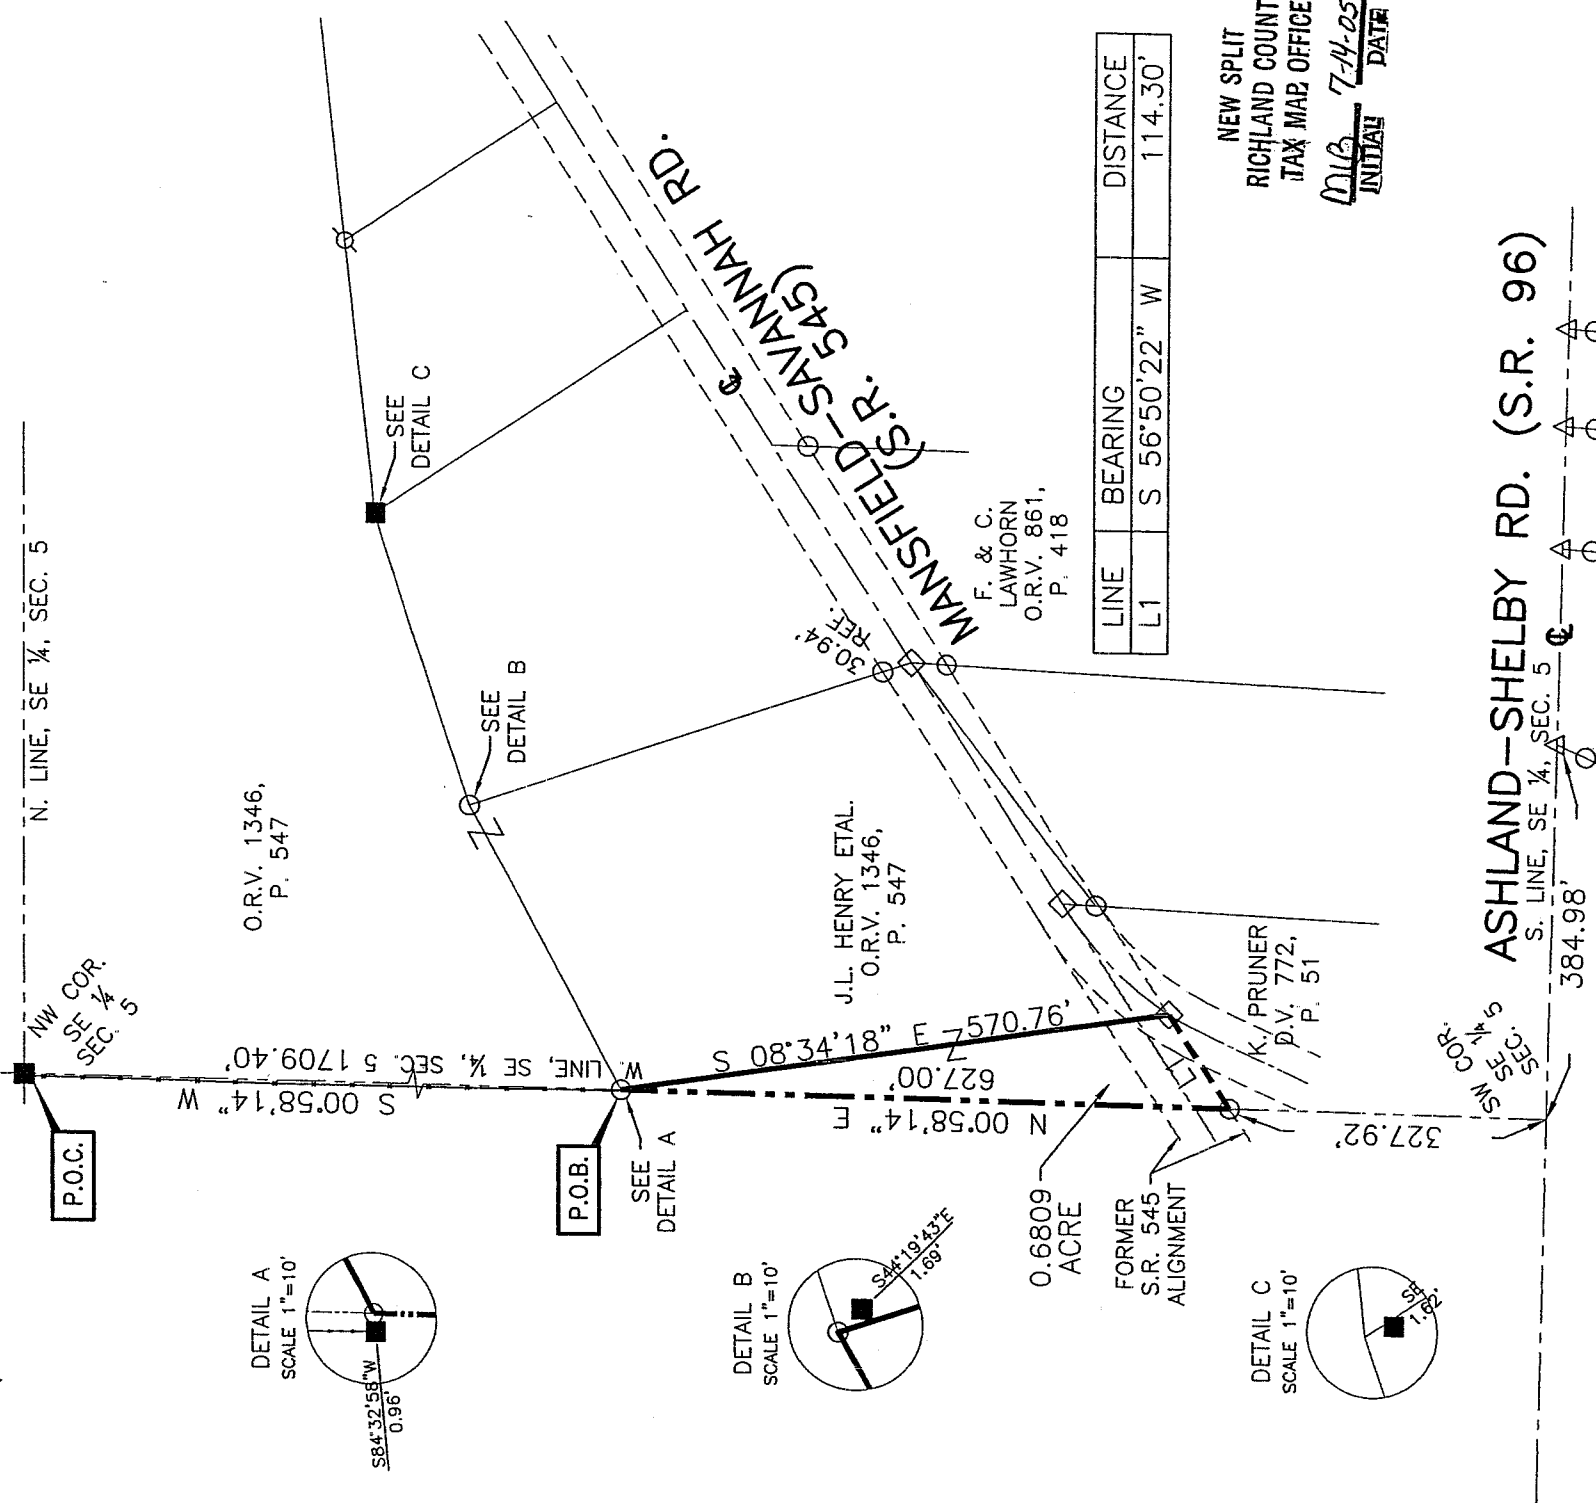 N. LINE, SE ¼, SEC. 5
NW COR.
SE ¼
SEC. 5
P.O.C.
O.R.V. 1346,
P. 547
S 00°58'14" W
W. LINE, SE ¼, SEC. 5 1709.40'
P.O.B.
SEE
DETAIL A
SEE
DETAIL B
SEE
DETAIL C
J.L. HENRY ETAL.
O.R.V. 1346,
P. 547
S 08°34'18" E 570.76'
N 00°58'14" E
627.00'
30.94'
REF.
MANSFIELD-SAVANNAH RD.
(S.R. 545)
F. & C.
LAWHORN
O.R.V. 861,
P. 418
LINE BEARING DISTANCE
L1 S 56°50'22" W 114.30'
NEW SPLIT
RICHLAND COUNT
TAX MAP OFFICE
7-14-05
INITIAL DATE
0.6809
ACRE
FORMER
S.R. 545
ALIGNMENT
L1
K. PRUNER
D.V. 772,
P. 51
327.92'
SW COR.
SE ¼
SEC. 5
ASHLAND-SHELBY RD. (S.R. 96)
S. LINE, SE ¼, SEC. 5
384.98'
DETAIL A
SCALE 1"=10'
S84°32'58"W
0.96'
DETAIL B
SCALE 1"=10'
S44°19'43"E
1.69'
DETAIL C
SCALE 1"=10'
1.62'